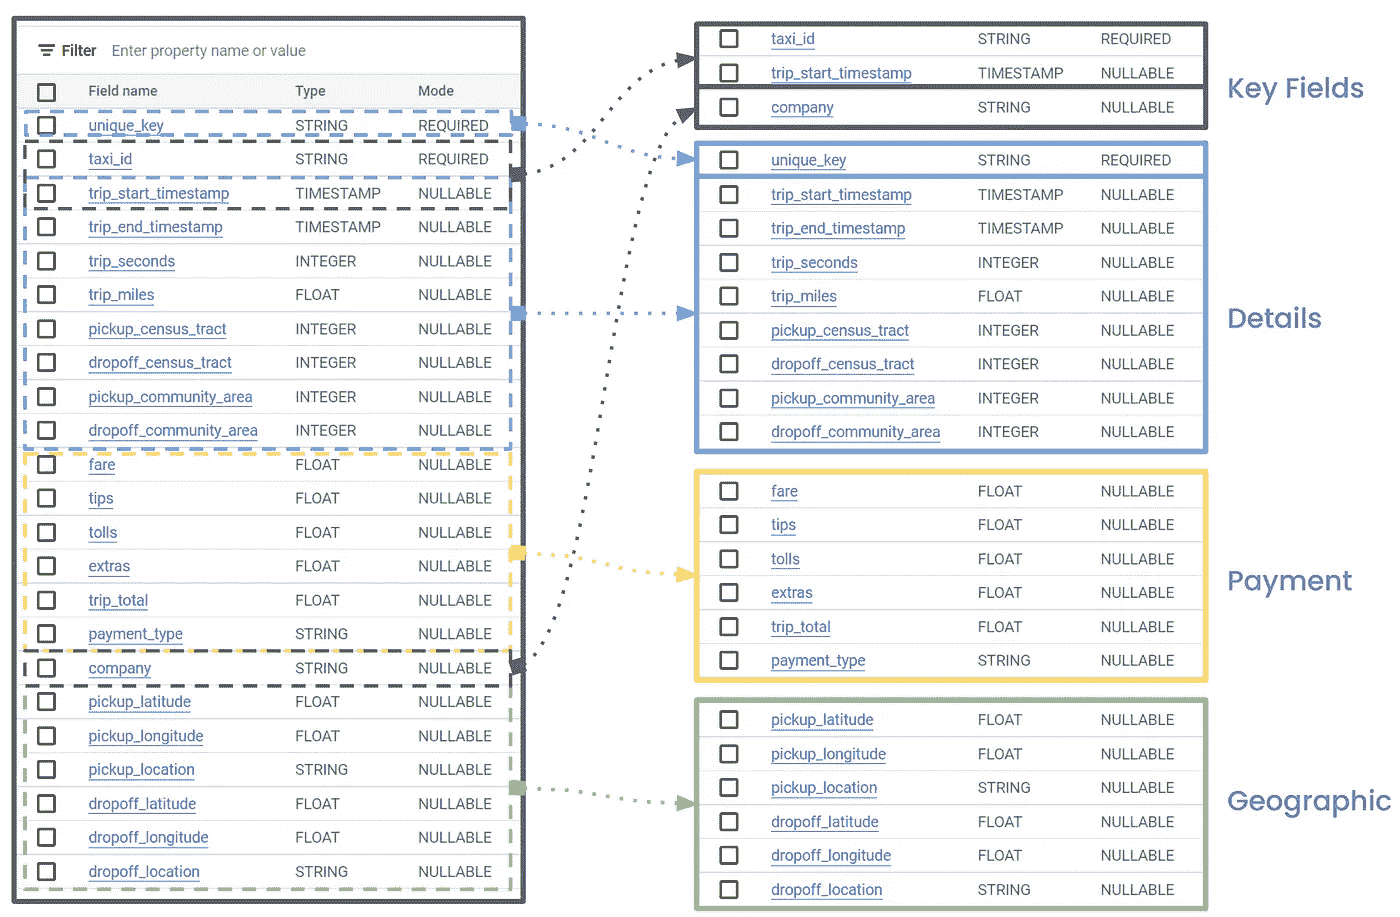 Filter Enter property name or value
Field name Type Mode
unique_key STRING REQUIRED
taxi_id STRING REQUIRED
trip_start_timestamp TIMESTAMP NULLABLE
trip_end_timestamp TIMESTAMP NULLABLE
trip_seconds INTEGER NULLABLE
trip_miles FLOAT NULLABLE
pickup_census_tract INTEGER NULLABLE
dropoff_census_tract INTEGER NULLABLE
pickup_community_area INTEGER NULLABLE
dropoff_community_area INTEGER NULLABLE
fare FLOAT NULLABLE
tips FLOAT NULLABLE
tolls FLOAT NULLABLE
extras FLOAT NULLABLE
trip_total FLOAT NULLABLE
payment_type STRING NULLABLE
company STRING NULLABLE
pickup_latitude FLOAT NULLABLE
pickup_longitude FLOAT NULLABLE
pickup_location STRING NULLABLE
dropoff_latitude FLOAT NULLABLE
dropoff_longitude FLOAT NULLABLE
dropoff_location STRING NULLABLE
taxi_id STRING REQUIRED
trip_start_timestamp TIMESTAMP NULLABLE
company STRING NULLABLE
Key Fields
unique_key STRING REQUIRED
trip_start_timestamp TIMESTAMP NULLABLE
trip_end_timestamp TIMESTAMP NULLABLE
trip_seconds INTEGER NULLABLE
trip_miles FLOAT NULLABLE
pickup_census_tract INTEGER NULLABLE
dropoff_census_tract INTEGER NULLABLE
pickup_community_area INTEGER NULLABLE
dropoff_community_area INTEGER NULLABLE
Details
fare FLOAT NULLABLE
tips FLOAT NULLABLE
tolls FLOAT NULLABLE
extras FLOAT NULLABLE
trip_total FLOAT NULLABLE
payment_type STRING NULLABLE
Payment
pickup_latitude FLOAT NULLABLE
pickup_longitude FLOAT NULLABLE
pickup_location STRING NULLABLE
dropoff_latitude FLOAT NULLABLE
dropoff_longitude FLOAT NULLABLE
dropoff_location STRING NULLABLE
Geographic